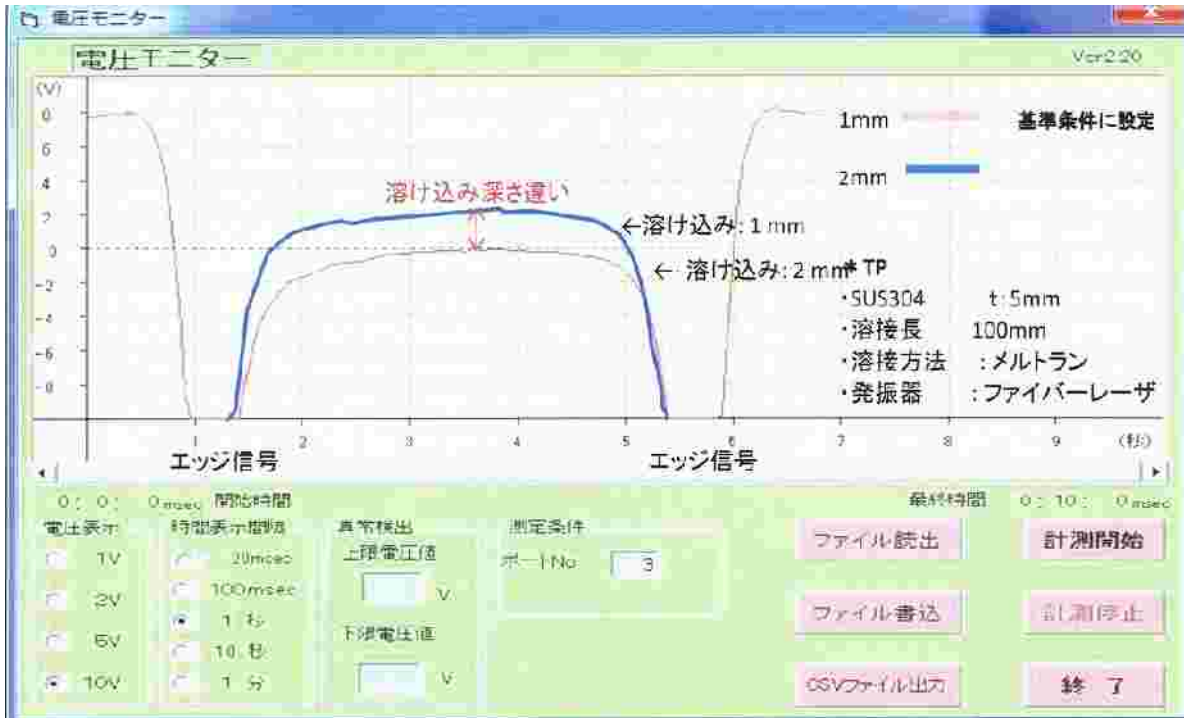 電圧モニター
電圧モニター
Ver2.20
(V)
8
6
4
2
0
-2
-4
-6
-8
1mm
基準条件に設定
2mm
溶け込み深さ違い
←溶け込み:1mm
← 溶け込み:2mm
* TP
・SUS304 t:5mm
・溶接長 100mm
・溶接方法 :メルトラン
・発振器 :ファイバーレーザ
1 2 3 4 5 6 7 8 9 (秒)
エッジ信号 エッジ信号
0: 0: 0msec 開始時間
最終時間 0: 10: 0msec
電圧表示
1V
2V
5V
10V
時間表示間隔
20msec
100msec
1 秒
10 秒
1 分
異常検出
上限電圧値
V
下限電圧値
V
測定条件
ポートNo 3
ファイル読出
計測開始
ファイル書込
計測停止
CSVファイル出力
終 了